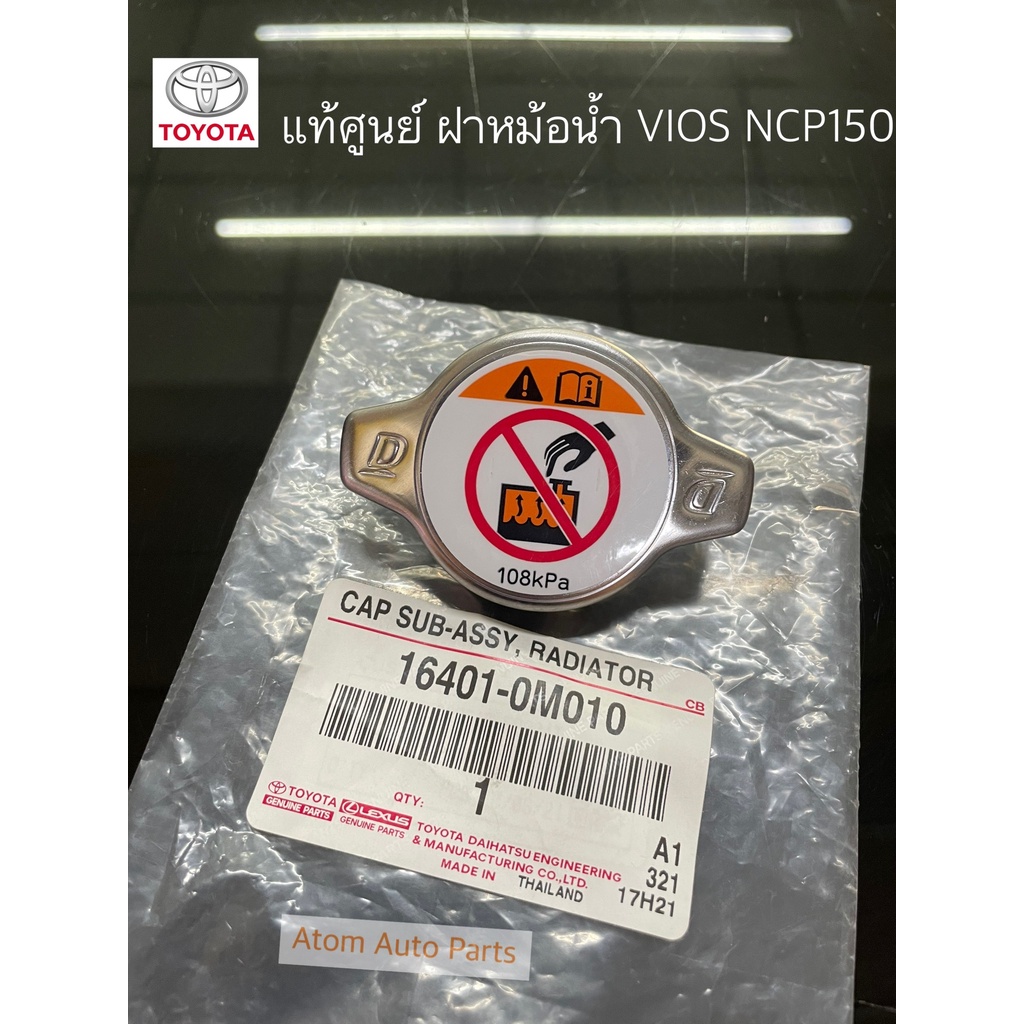 TOYOTA
แท้ศูนย์ ฝาหม้อน้ำ VIOS NCP150
D
D
108kPa
CAP SUB-ASSY, RADIATOR
CB
16401-0M010
QTY:
1
TOYOTA
GENUINE PARTS
LEXUS
GENUINE PARTS
TOYOTA DAIHATSU ENGINEERING
& MANUFACTURING CO.,LTD.
MADE IN THAILAND
A1
321
17H21
Atom Auto Parts